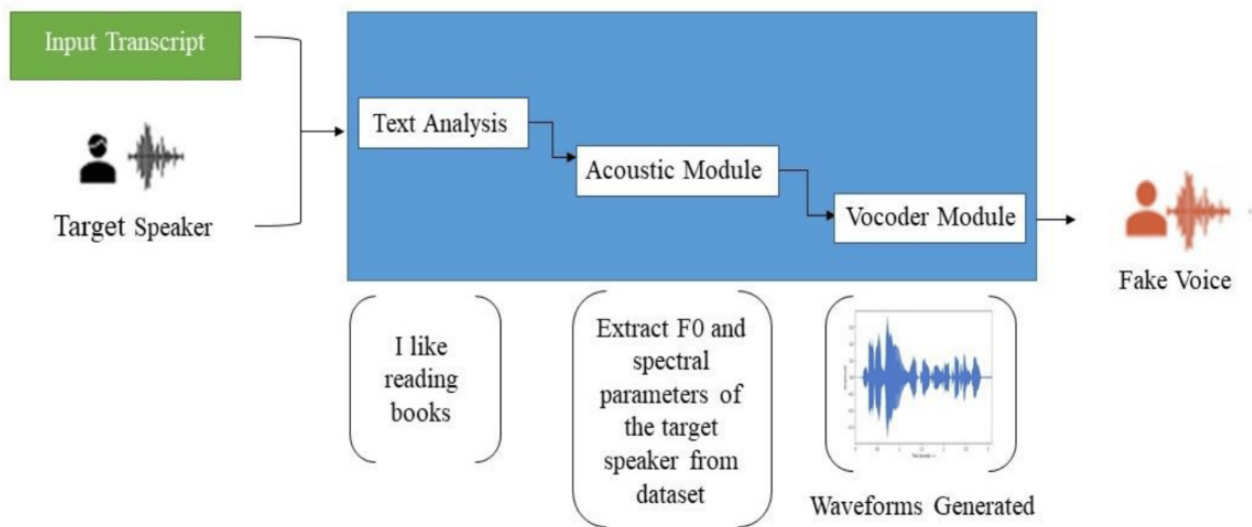 Input Transcript
Target Speaker
Text Analysis
Acoustic Module
Vocoder Module
Fake Voice
I like
reading
books
Extract F0 and
spectral
parameters of
the target
speaker from
dataset
Waveforms Generated